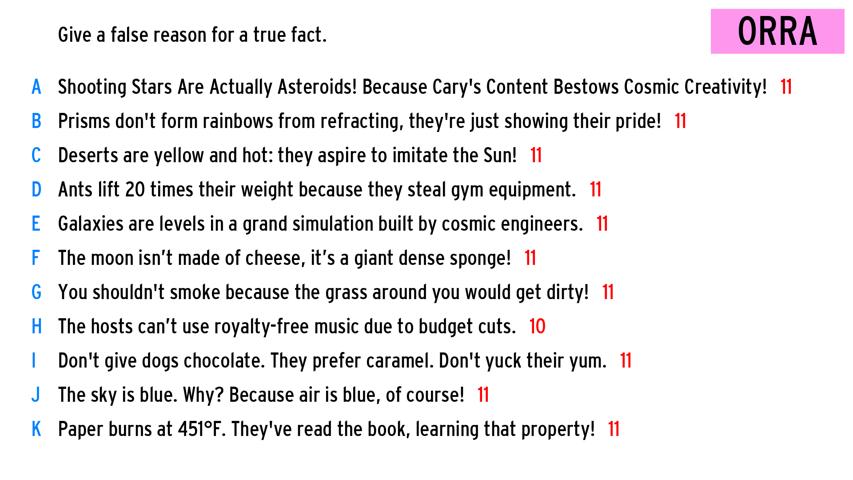 Give a false reason for a true fact.
ORRA
A Shooting Stars Are Actually Asteroids! Because Cary's Content Bestows Cosmic Creativity! 11
B Prisms don't form rainbows from refracting, they're just showing their pride! 11
C Deserts are yellow and hot: they aspire to imitate the Sun! 11
D Ants lift 20 times their weight because they steal gym equipment. 11
E Galaxies are levels in a grand simulation built by cosmic engineers. 11
F The moon isn’t made of cheese, it’s a giant dense sponge! 11
G You shouldn't smoke because the grass around you would get dirty! 11
H The hosts can’t use royalty-free music due to budget cuts. 10
I Don't give dogs chocolate. They prefer caramel. Don't yuck their yum. 11
J The sky is blue. Why? Because air is blue, of course! 11
K Paper burns at 451°F. They've read the book, learning that property! 11